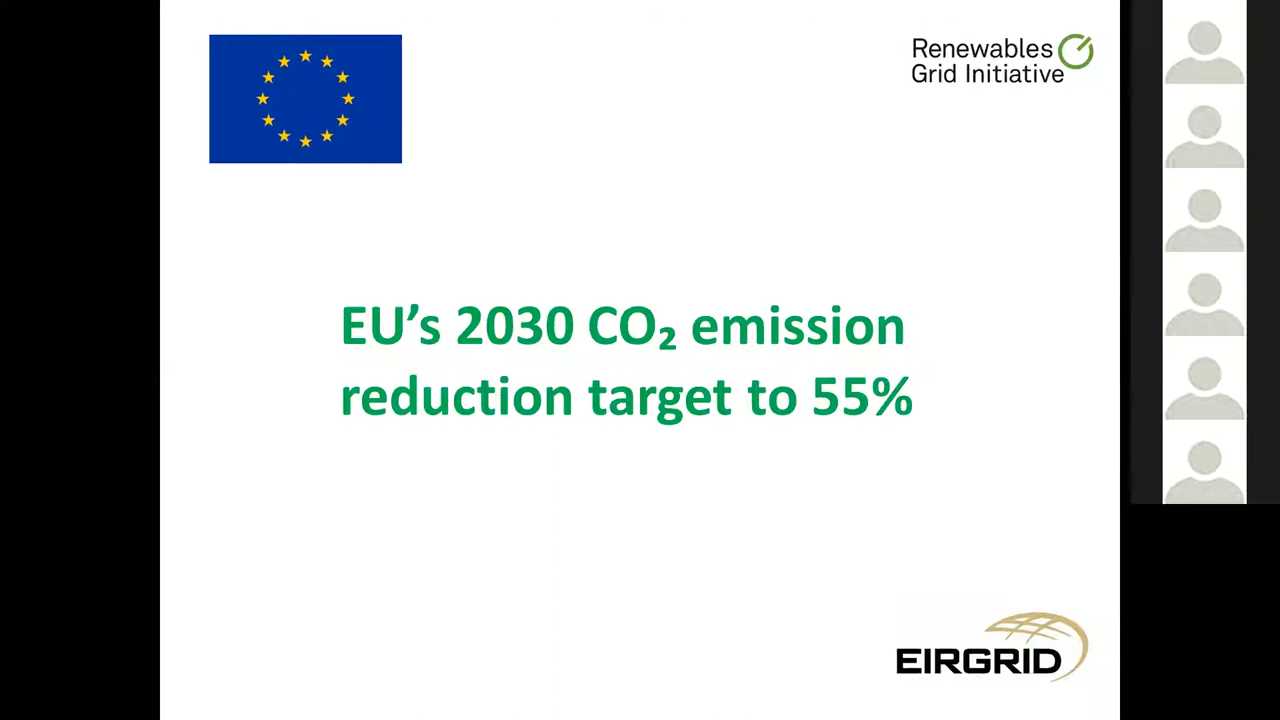 Renewables
Grid Initiative
EU’s 2030 CO₂ emission
reduction target to 55%
EIRGRID